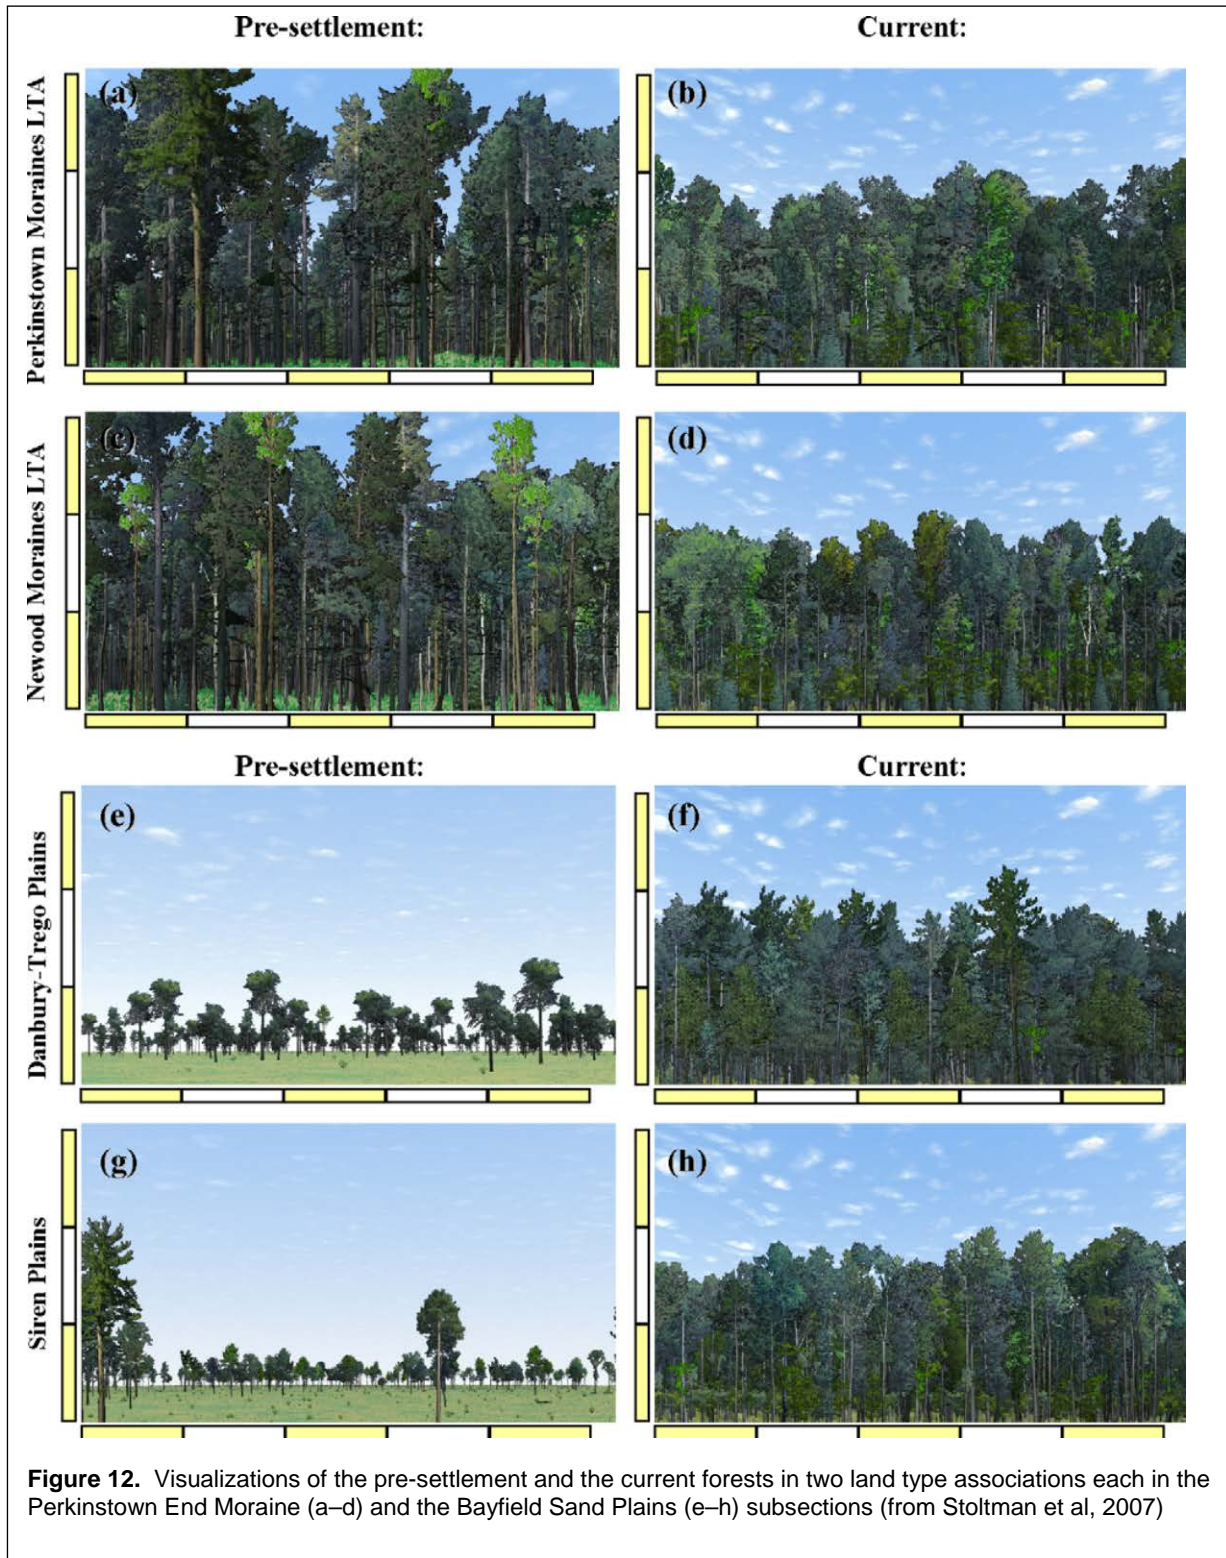 Pre-settlement:
Current:
Perkinstown Moraines LTA
(a)
(b)
Newood Moraines LTA
(c)
(d)
Pre-settlement:
Current:
Danbury-Trego Plains
(e)
(f)
Siren Plains
(g)
(h)
Figure 12. Visualizations of the pre-settlement and the current forests in two land type associations each in the
Perkinstown End Moraine (a–d) and the Bayfield Sand Plains (e–h) subsections (from Stoltman et al, 2007)